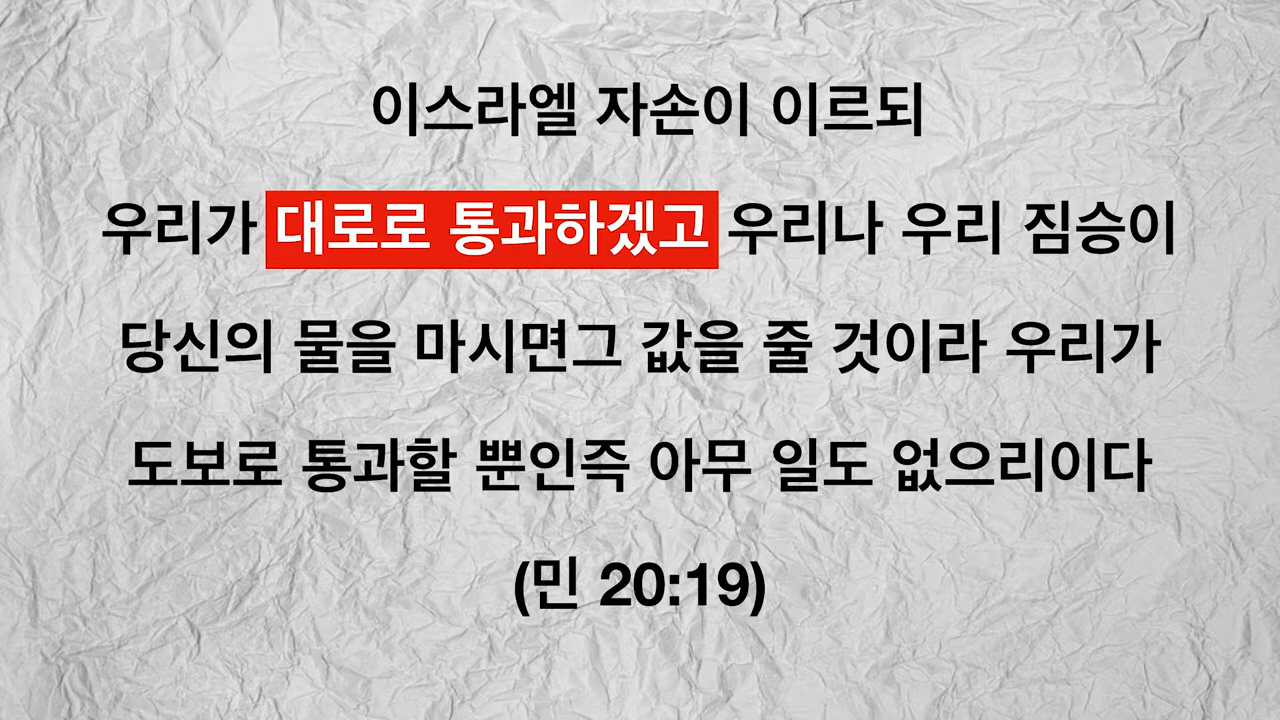 이스라엘 자손이 이르되
우리가 대로로 통과하겠고 우리나 우리 짐승이
당신의 물을 마시면그 값을 줄 것이라 우리가
도보로 통과할 뿐인즉 아무 일도 없으리이다
(민 20:19)